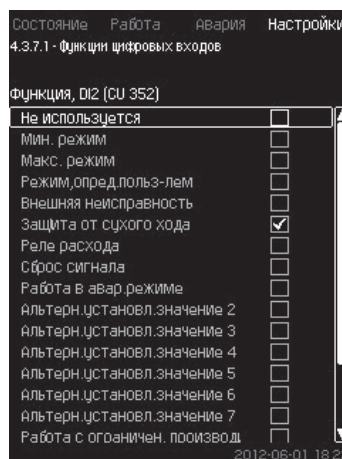 Состояние Работа Авария Настройки
4.3.7.1 - Функции цифровых входов
Функция, DI2 (CU 352)
Не используется
Мин. режим
Макс. режим
Режим,опред.польз-лем
Внешняя неисправность
Защита от сухого хода
Реле расхода
Сброс сигнала
Работа в авар.режиме
Альтерн.установл.значение 2
Альтерн.установл.значение 3
Альтерн.установл.значение 4
Альтерн.установл.значение 5
Альтерн.установл.значение 6
Альтерн.установл.значение 7
Работа с ограничен. производ
2012-06-01 18:2